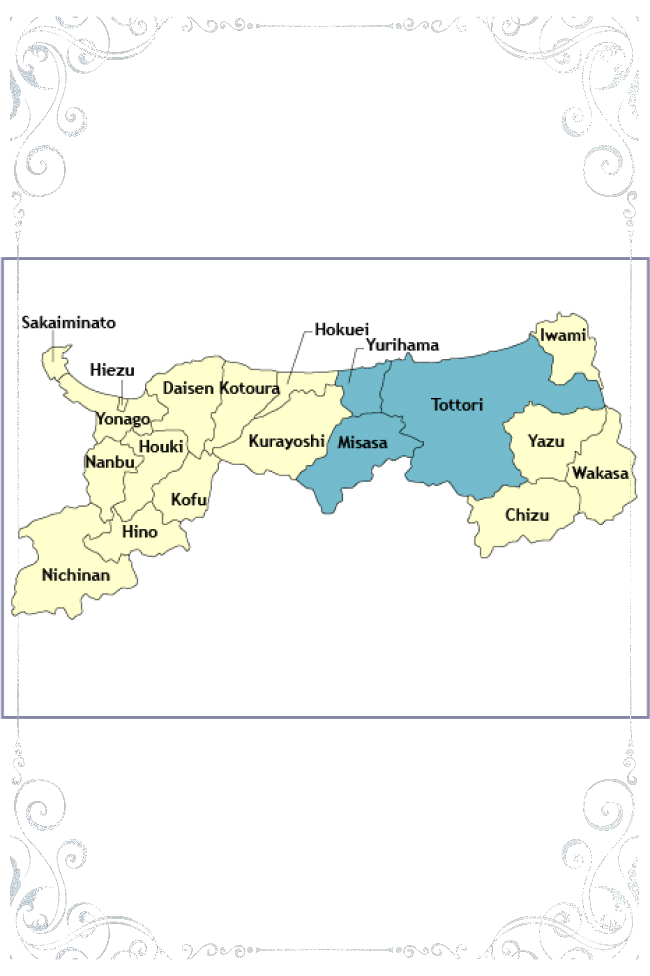 Sakaiminato
Hokuei
Iwami
Yurihama
Hiezu
Daisen
Kotoura
Tottori
Yonago
Houki
Kurayoshi
Misasa
Yazu
Nanbu
Wakasa
Kofu
Chizu
Hino
Nichinan